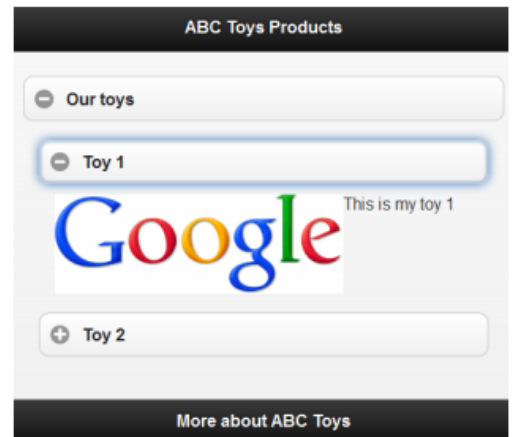 ABC Toys Products
Our toys
Toy 1
Google
This is my toy 1
Toy 2
More about ABC Toys